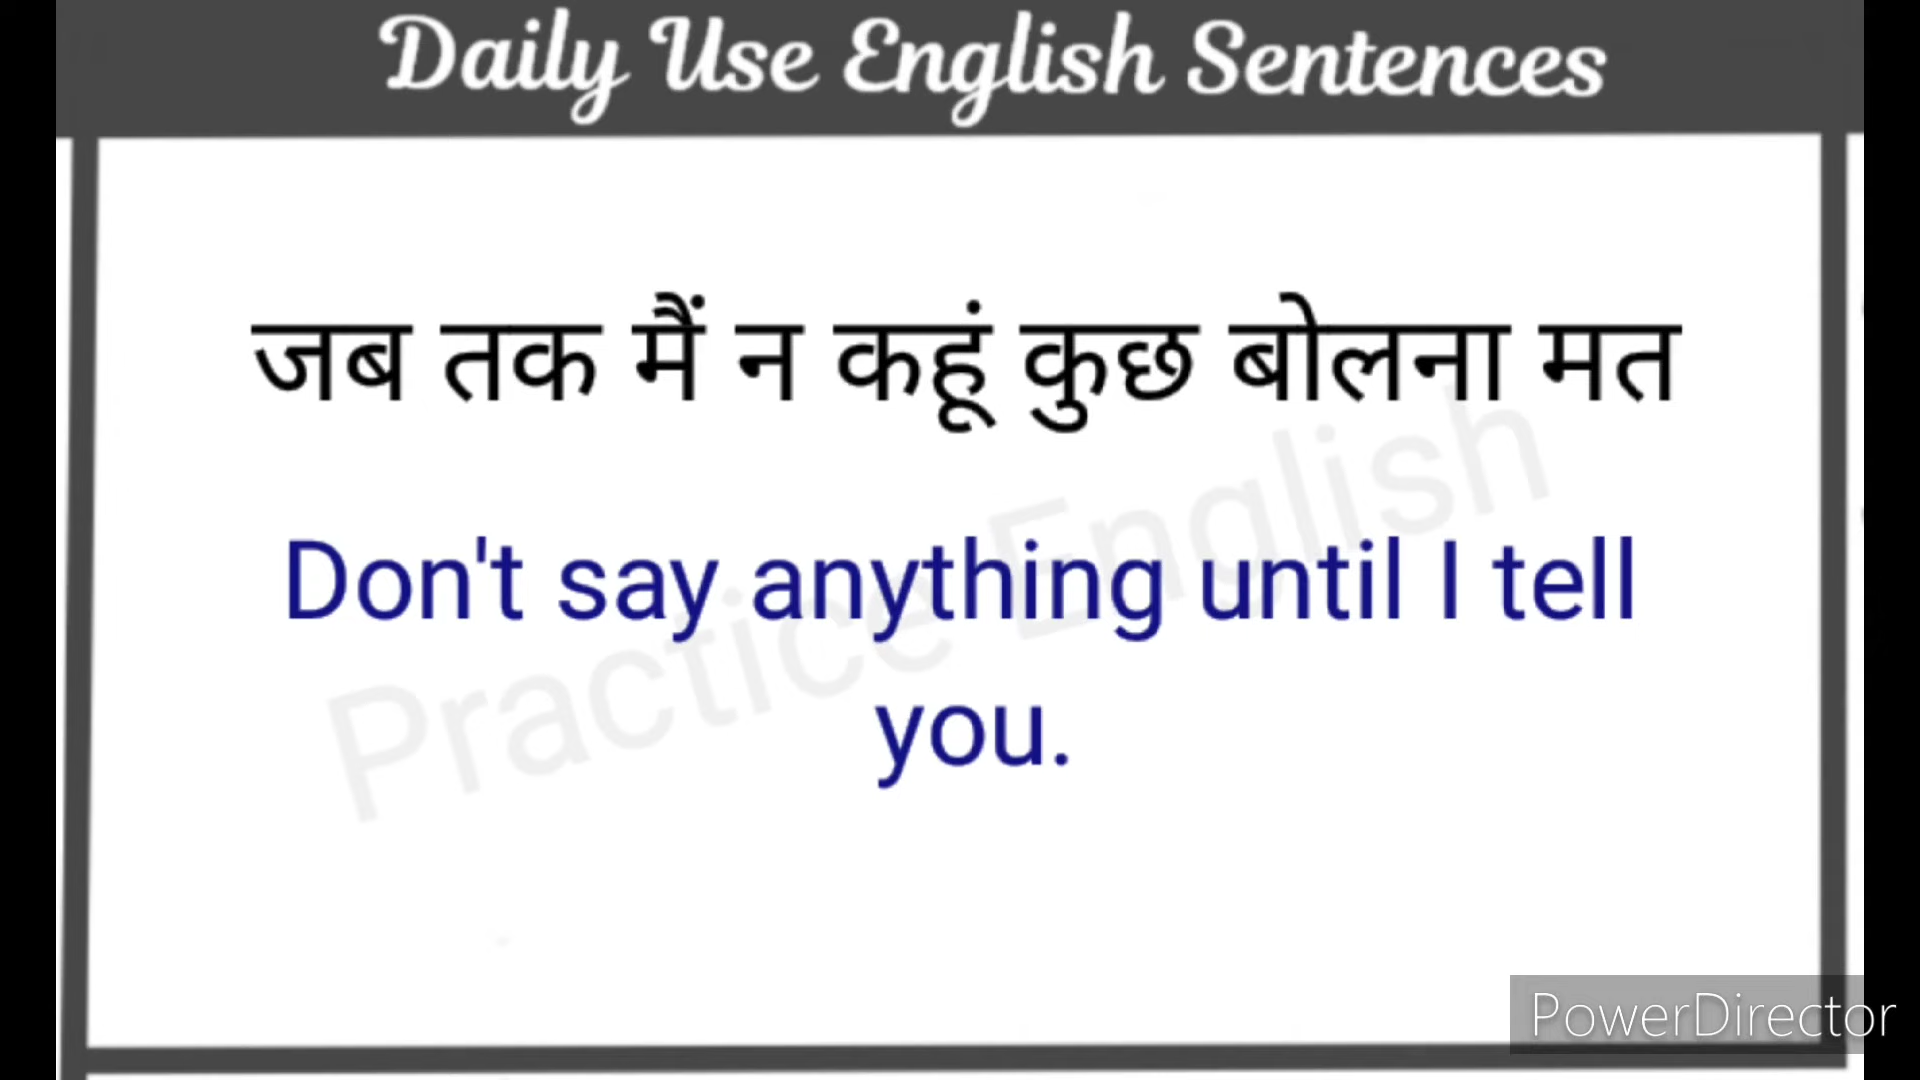 Daily Use English Sentences
जब तक मैं न कहूं कुछ बोलना मत
Don't say anything until I tell
you.
Practice English
PowerDirector